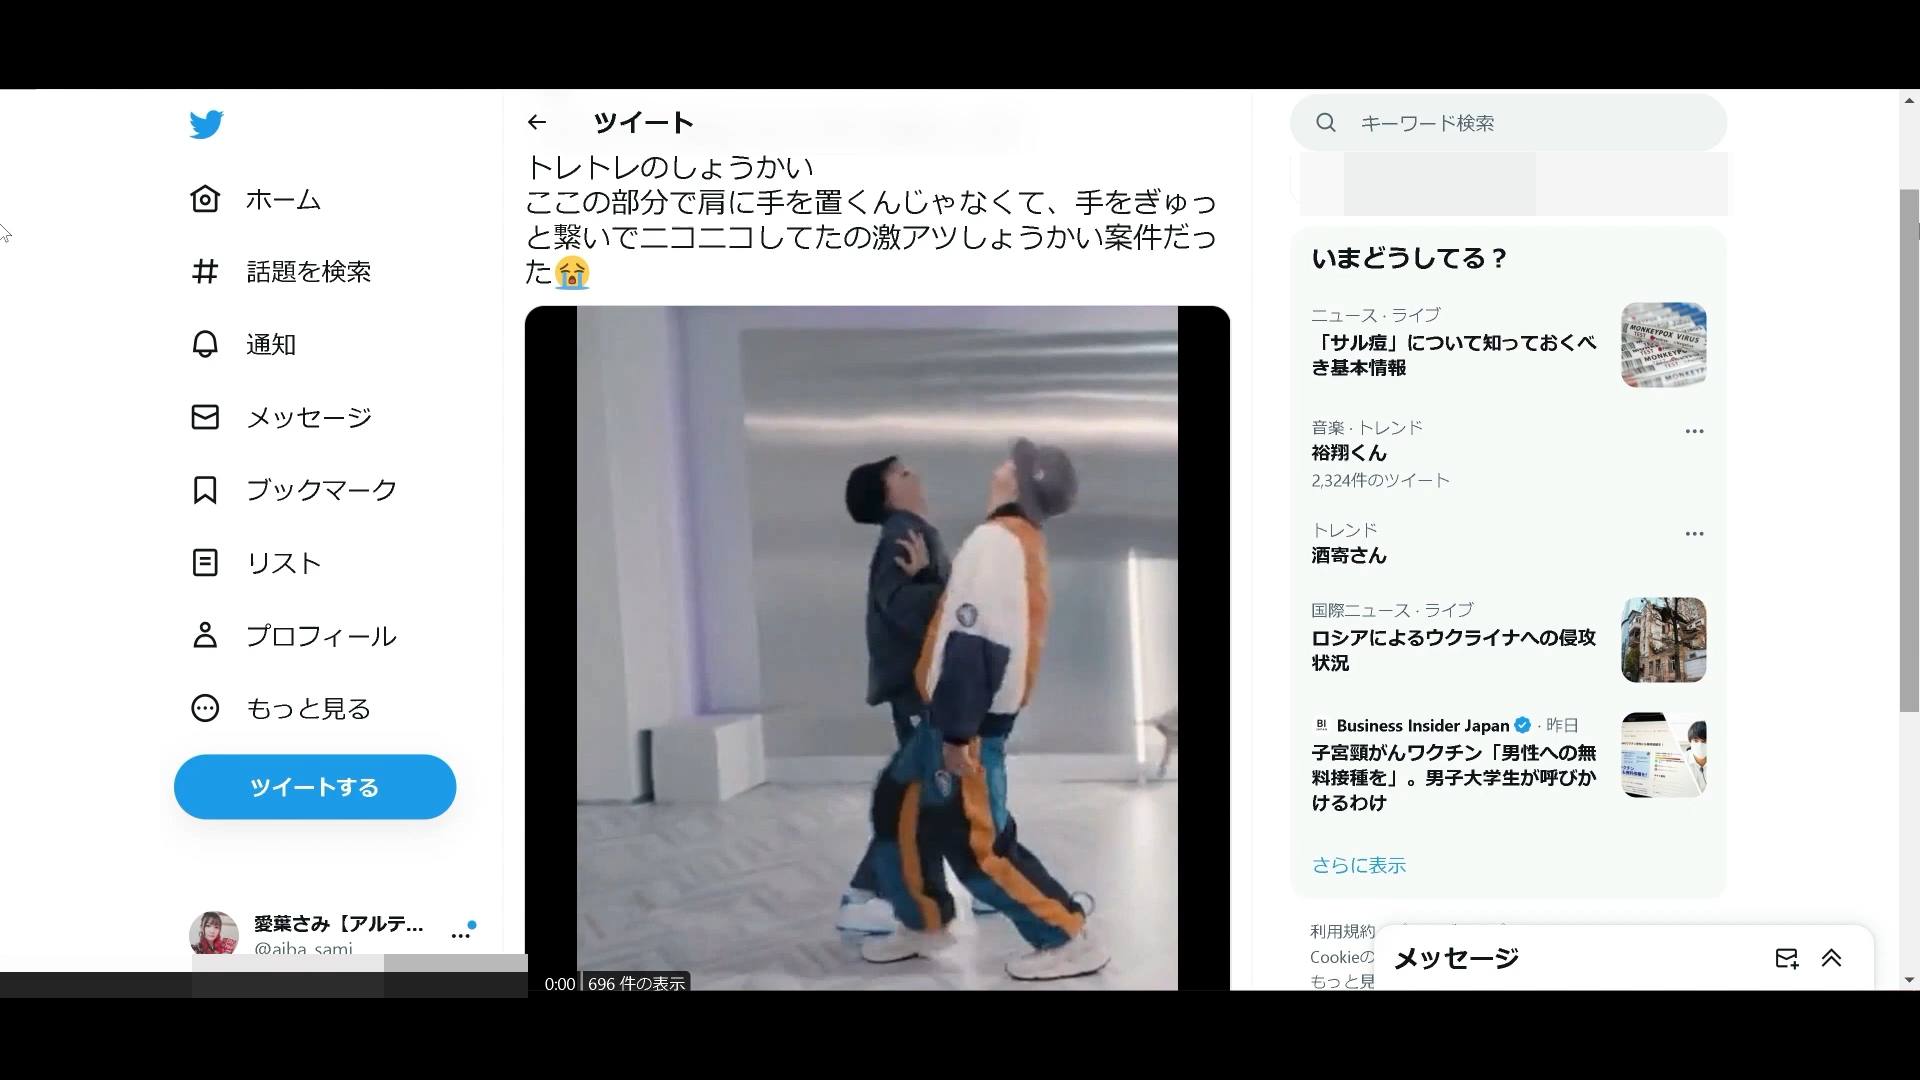 ホーム
話題を検索
通知
メッセージ
ブックマーク
リスト
プロフィール
もっと見る
ツイートする
愛葉さみ【アルテ...
@aiba_sami
ツイート
トレトレのしょうかい
ここの部分で肩に手を置くんじゃなくて、手をぎゅっ
と繋いでニコニコしてたの激アツしょうかい案件だっ
た😭
0:00
696 件の表示
キーワード検索
いまどうしてる？
ニュース · ライブ
「サル痘」について知っておくべ
き基本情報
MONKEYPOX VIRUS
TEST
音楽 · トレンド
裕翔くん
2,324件のツイート
トレンド
酒寄さん
国際ニュース · ライブ
ロシアによるウクライナへの侵攻
状況
BI Business Insider Japan · 昨日
子宮頸がんワクチン「男性への無
料接種を」。男子大学生が呼びか
けるわけ
さらに表示
利用規約
Cookieの
もっと見
メッセージ